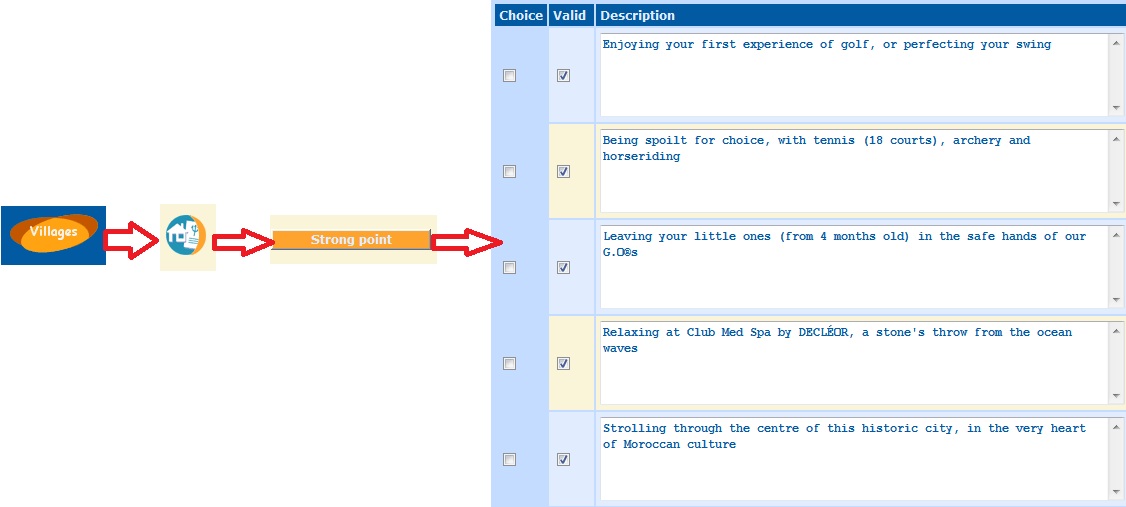 Choice Valid Description
Enjoying your first experience of golf, or perfecting your swing
Being spoilt for choice, with tennis (18 courts), archery and
horseriding
Villages
Strong point
Leaving your little ones (from 4 months old) in the safe hands of our
G.O®s
Relaxing at Club Med Spa by DECLÉOR, a stone's throw from the ocean
waves
Strolling through the centre of this historic city, in the very heart
of Moroccan culture